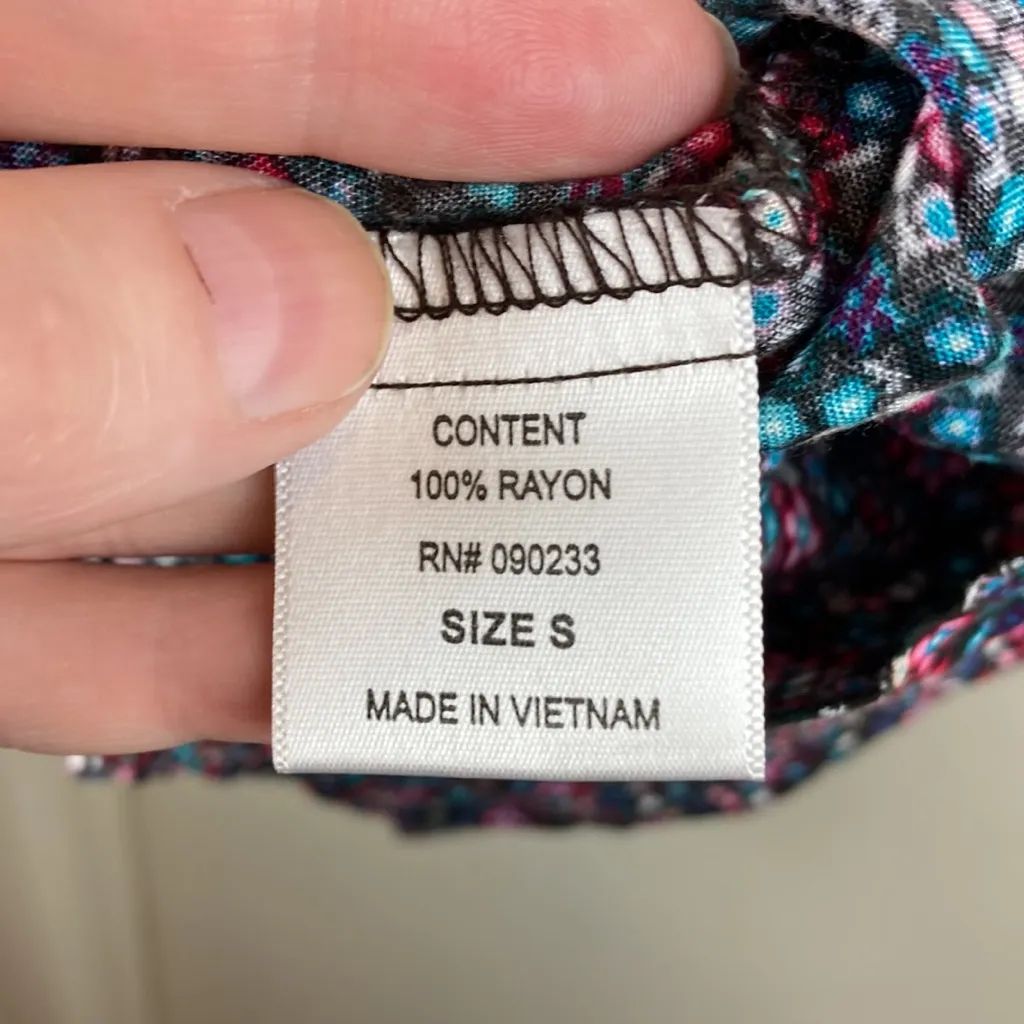 CONTENT
100% RAYON
RN# 090233
SIZE S
MADE IN VIETNAM